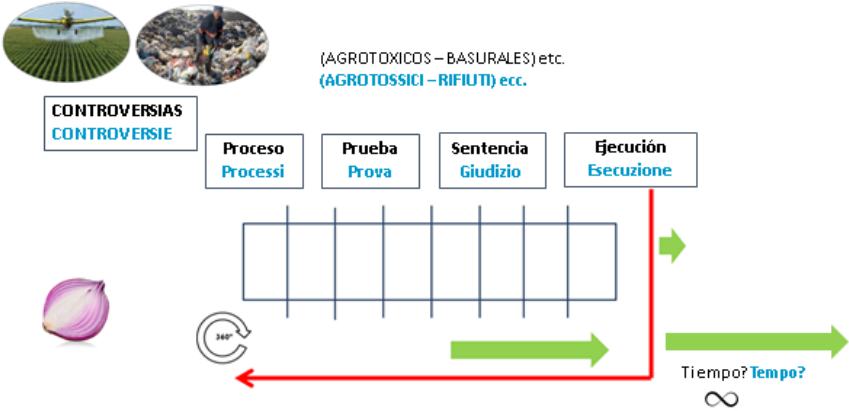 (AGROTOXICOS – BASURALES) etc.
(AGROTOSSICI – RIFIUTI) ecc.
CONTROVERSIAS
CONTROVERSIE
Proceso
Processi
Prueba
Prova
Sentencia
Giudizio
Ejecución
Esecuzione
360°
Tiempo? Tempo?
∞